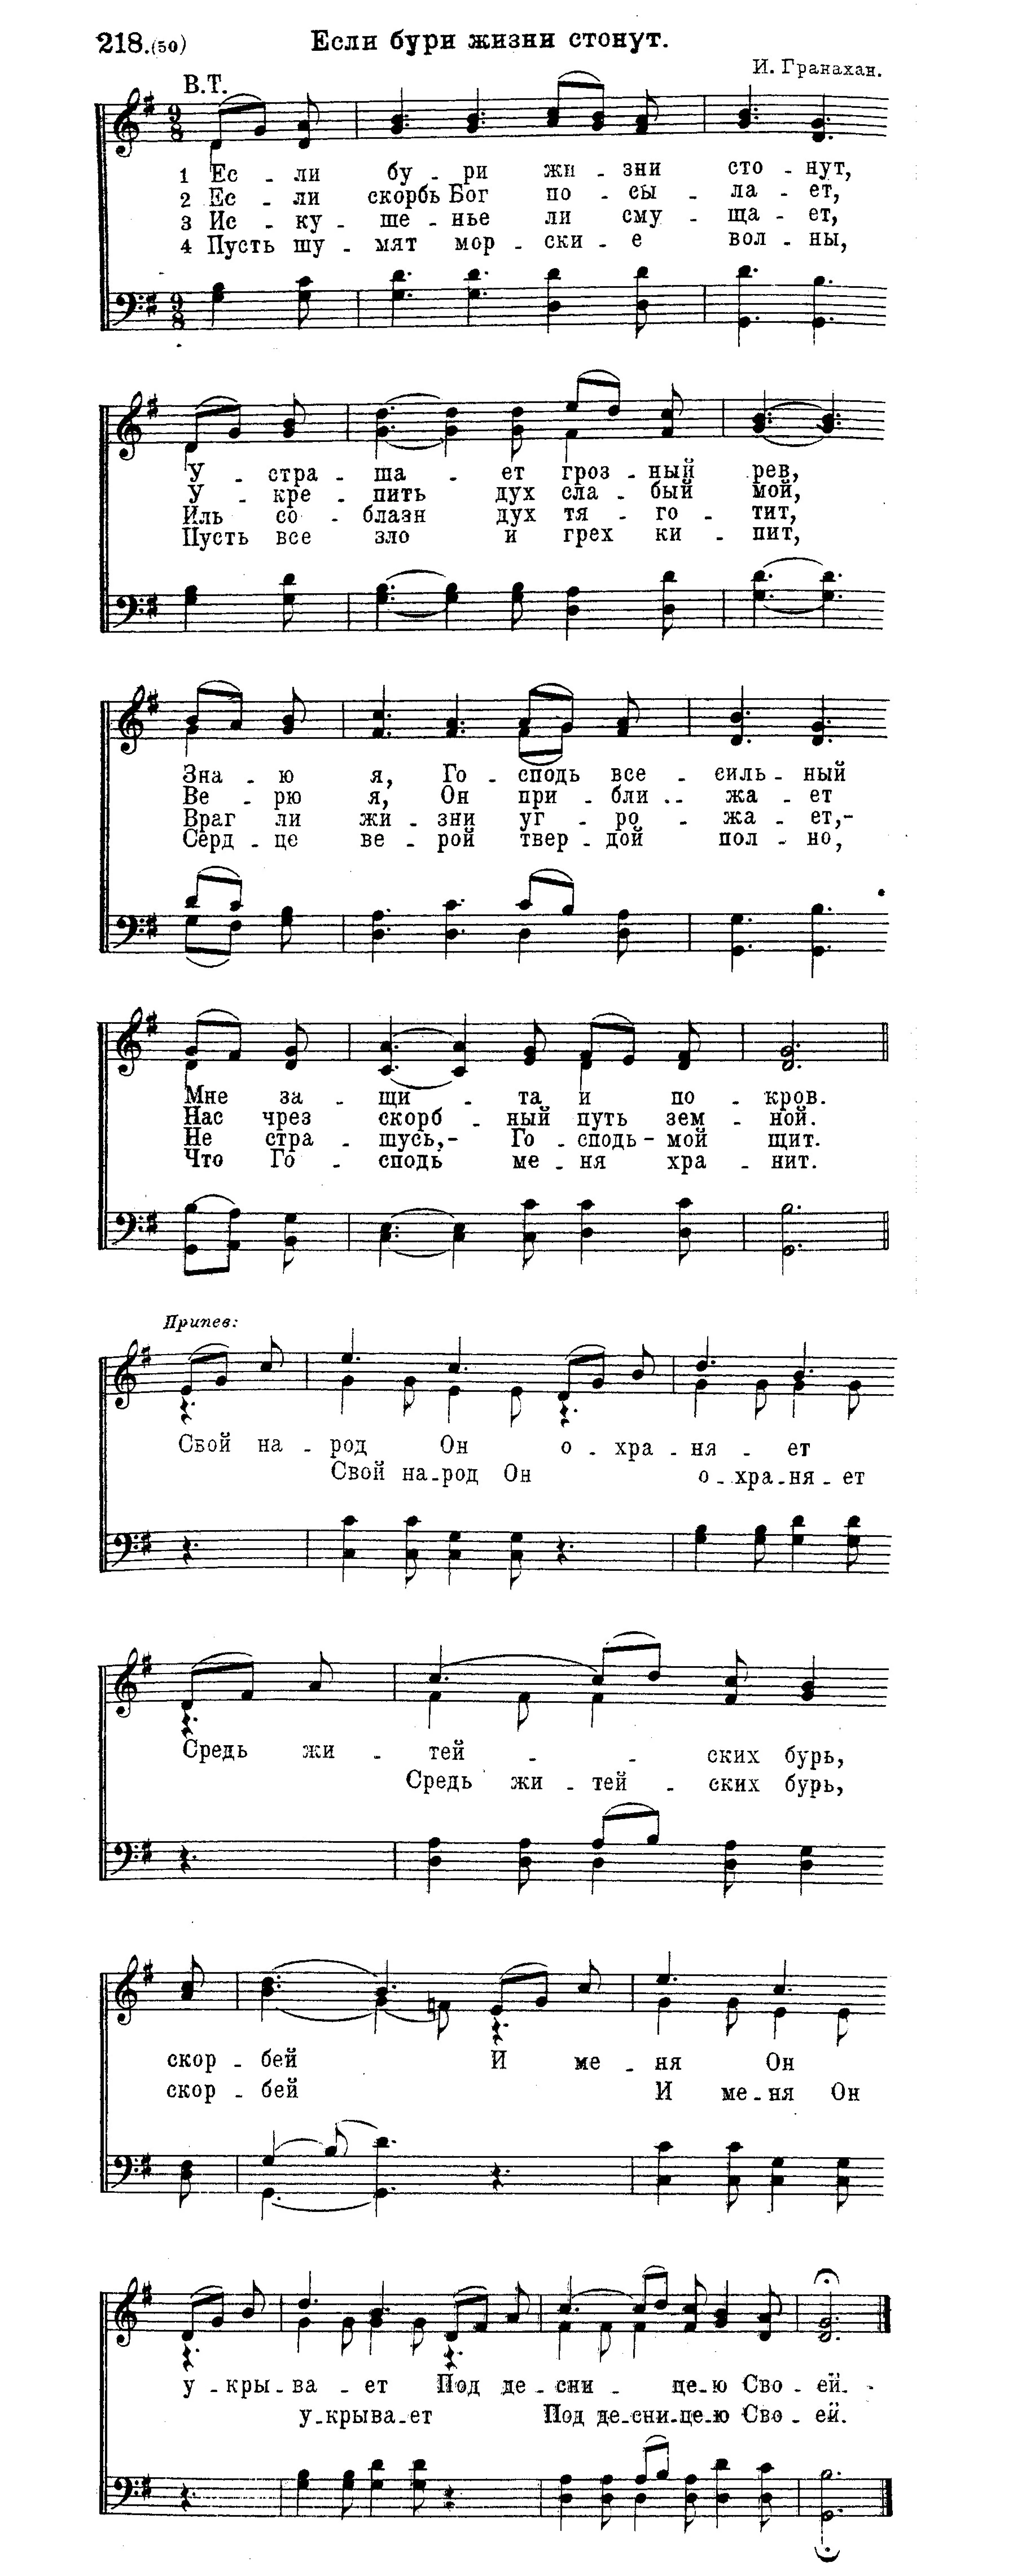 218.(50) Если бури жизни стонут.
И. Гранахан.
В.Т.
1 Ес - ли бу - ри жи - зни сто - нут,
2 Ес - ли скорбь Бог по - сы - ла - ет,
3 Ис - ку - ше - нье ли сму - ща - ет,
4 Пусть шу - мят мор - ски - е вол - ны,
У - стра - ша - ет гроз - ный рев,
У - кре - пить дух сла - бый мой,
Иль со - блазн дух тя - го - тит,
Пусть все зло и грех ки - пит,
Зна - ю я, Го - сподь все - силь - ный
Ве - рю я, Он при - бли - жа - ет
Враг ли жи - зни уг - ро - жа - ет,-
Серд - це ве - рой твер - дой пол - но,
Мне за - щи - та и по - кров.
Нас чрез скорб - ный путь зем - ной.
Не стра - шусь,- Го - сподь - мой щит.
Что Го - сподь ме - ня хра - нит.
Припев:
Свой на - род Он о - хра - ня - ет
Свой на - род Он о - хра - ня - ет
Средь жи - тей - - ских бурь,
Средь жи - тей - ских бурь,
скор - бей И ме - ня Он
скор - бей И ме - ня Он
у - кры - ва - ет Под де - сни - це - ю Сво - ей.
у - кры - ва - ет Под де - сни - це - ю Сво - ей.